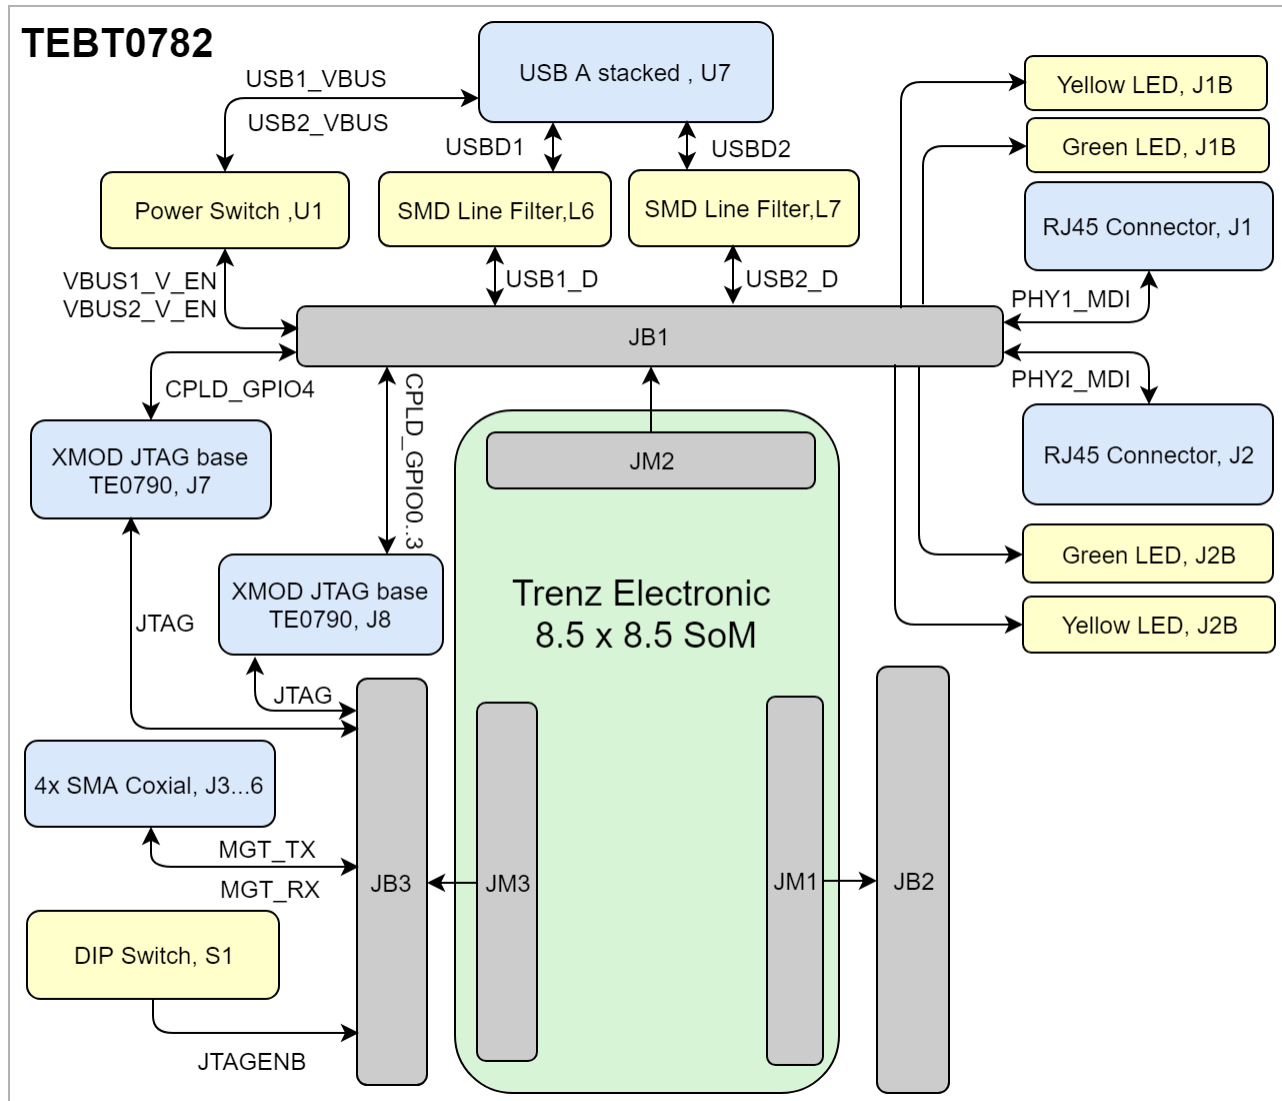 TEBT0782
USB A stacked , U7
USB1_VBUS
USB2_VBUS
USBD1
USBD2
Yellow LED, J1B
Green LED, J1B
Power Switch ,U1
SMD Line Filter,L6
SMD Line Filter,L7
RJ45 Connector, J1
VBUS1_V_EN
VBUS2_V_EN
USB1_D
USB2_D
PHY1_MDI
JB1
PHY2_MDI
CPLD_GPIO4
CPLD_GPIO0..3
XMOD JTAG base
TE0790, J7
JM2
RJ45 Connector, J2
Green LED, J2B
XMOD JTAG base
TE0790, J8
Trenz Electronic
8.5 x 8.5 SoM
Yellow LED, J2B
JTAG
JTAG
4x SMA Coxial, J3...6
MGT_TX
MGT_RX
JB3
JM3
JM1
JB2
DIP Switch, S1
JTAGENB